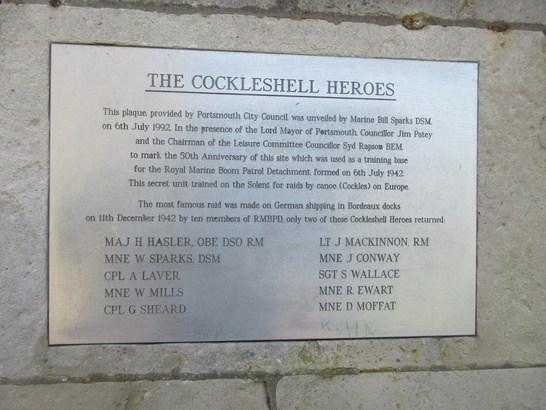 THE COCKLESHELL HEROES
This plaque, provided by Portsmouth City Council, was unveiled by Marine Bill Sparks DSM,
on 6th July 1992. In the presence of the Lord Mayor of Portsmouth, Councillor Jim Patey
and the Chairman of the Leisure Committee Councillor Syd Rapson BEM,
to mark the 50th Anniversary of this site which was used as a training base
for the Royal Marine Boom Patrol Detachment, formed on 6th July 1942.
This secret unit trained on the Solent for raids by canoe (Cockles) on Europe.
The most famous raid was made on German shipping in Bordeaux docks
on 11th December 1942 by ten members of RMBPD, only two of these Cockleshell Heroes returned:
MAJ H HASLER, OBE DSO RM
MNE W SPARKS, DSM
CPL A LAVER
MNE W MILLS
CPL G SHEARD
LT J MACKINNON, RM
MNE J CONWAY
SGT S WALLACE
MNE R EWART
MNE D MOFFAT